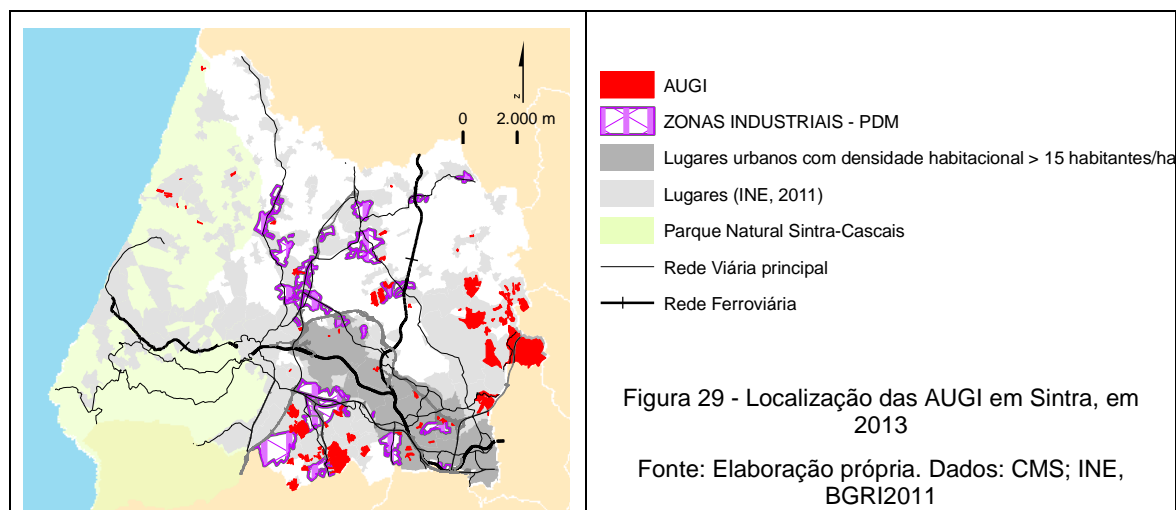 z
0 2.000 m
AUGI
ZONAS INDUSTRIAIS - PDM
Lugares urbanos com densidade habitacional > 15 habitantes/ha
Lugares (INE, 2011)
Parque Natural Sintra-Cascais
Rede Viária principal
Rede Ferroviária
Figura 29 - Localização das AUGI em Sintra, em
2013
Fonte: Elaboração própria. Dados: CMS; INE,
BGRI2011